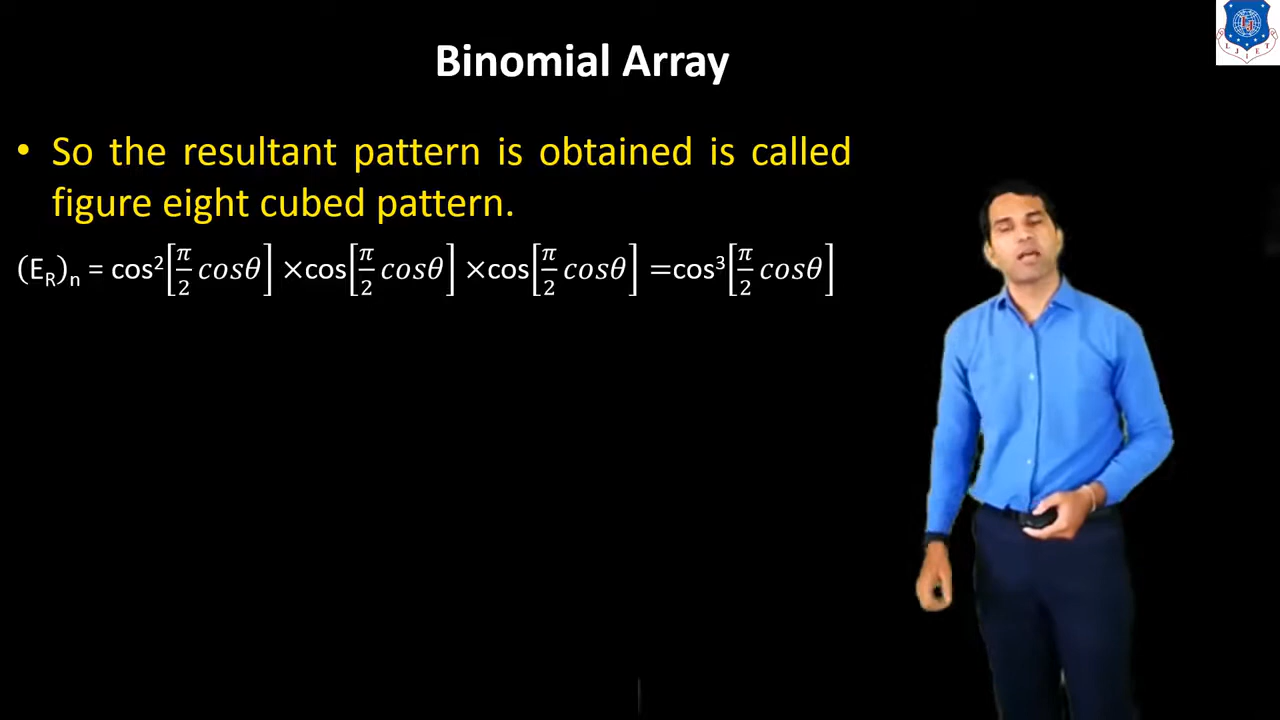 Binomial Array
• So the resultant pattern is obtained is called
figure eight cubed pattern.
(E_R)_n = cos²[π/2 cosθ] ×cos[π/2 cosθ] ×cos[π/2 cosθ] =cos³[π/2 cosθ]
LJIET